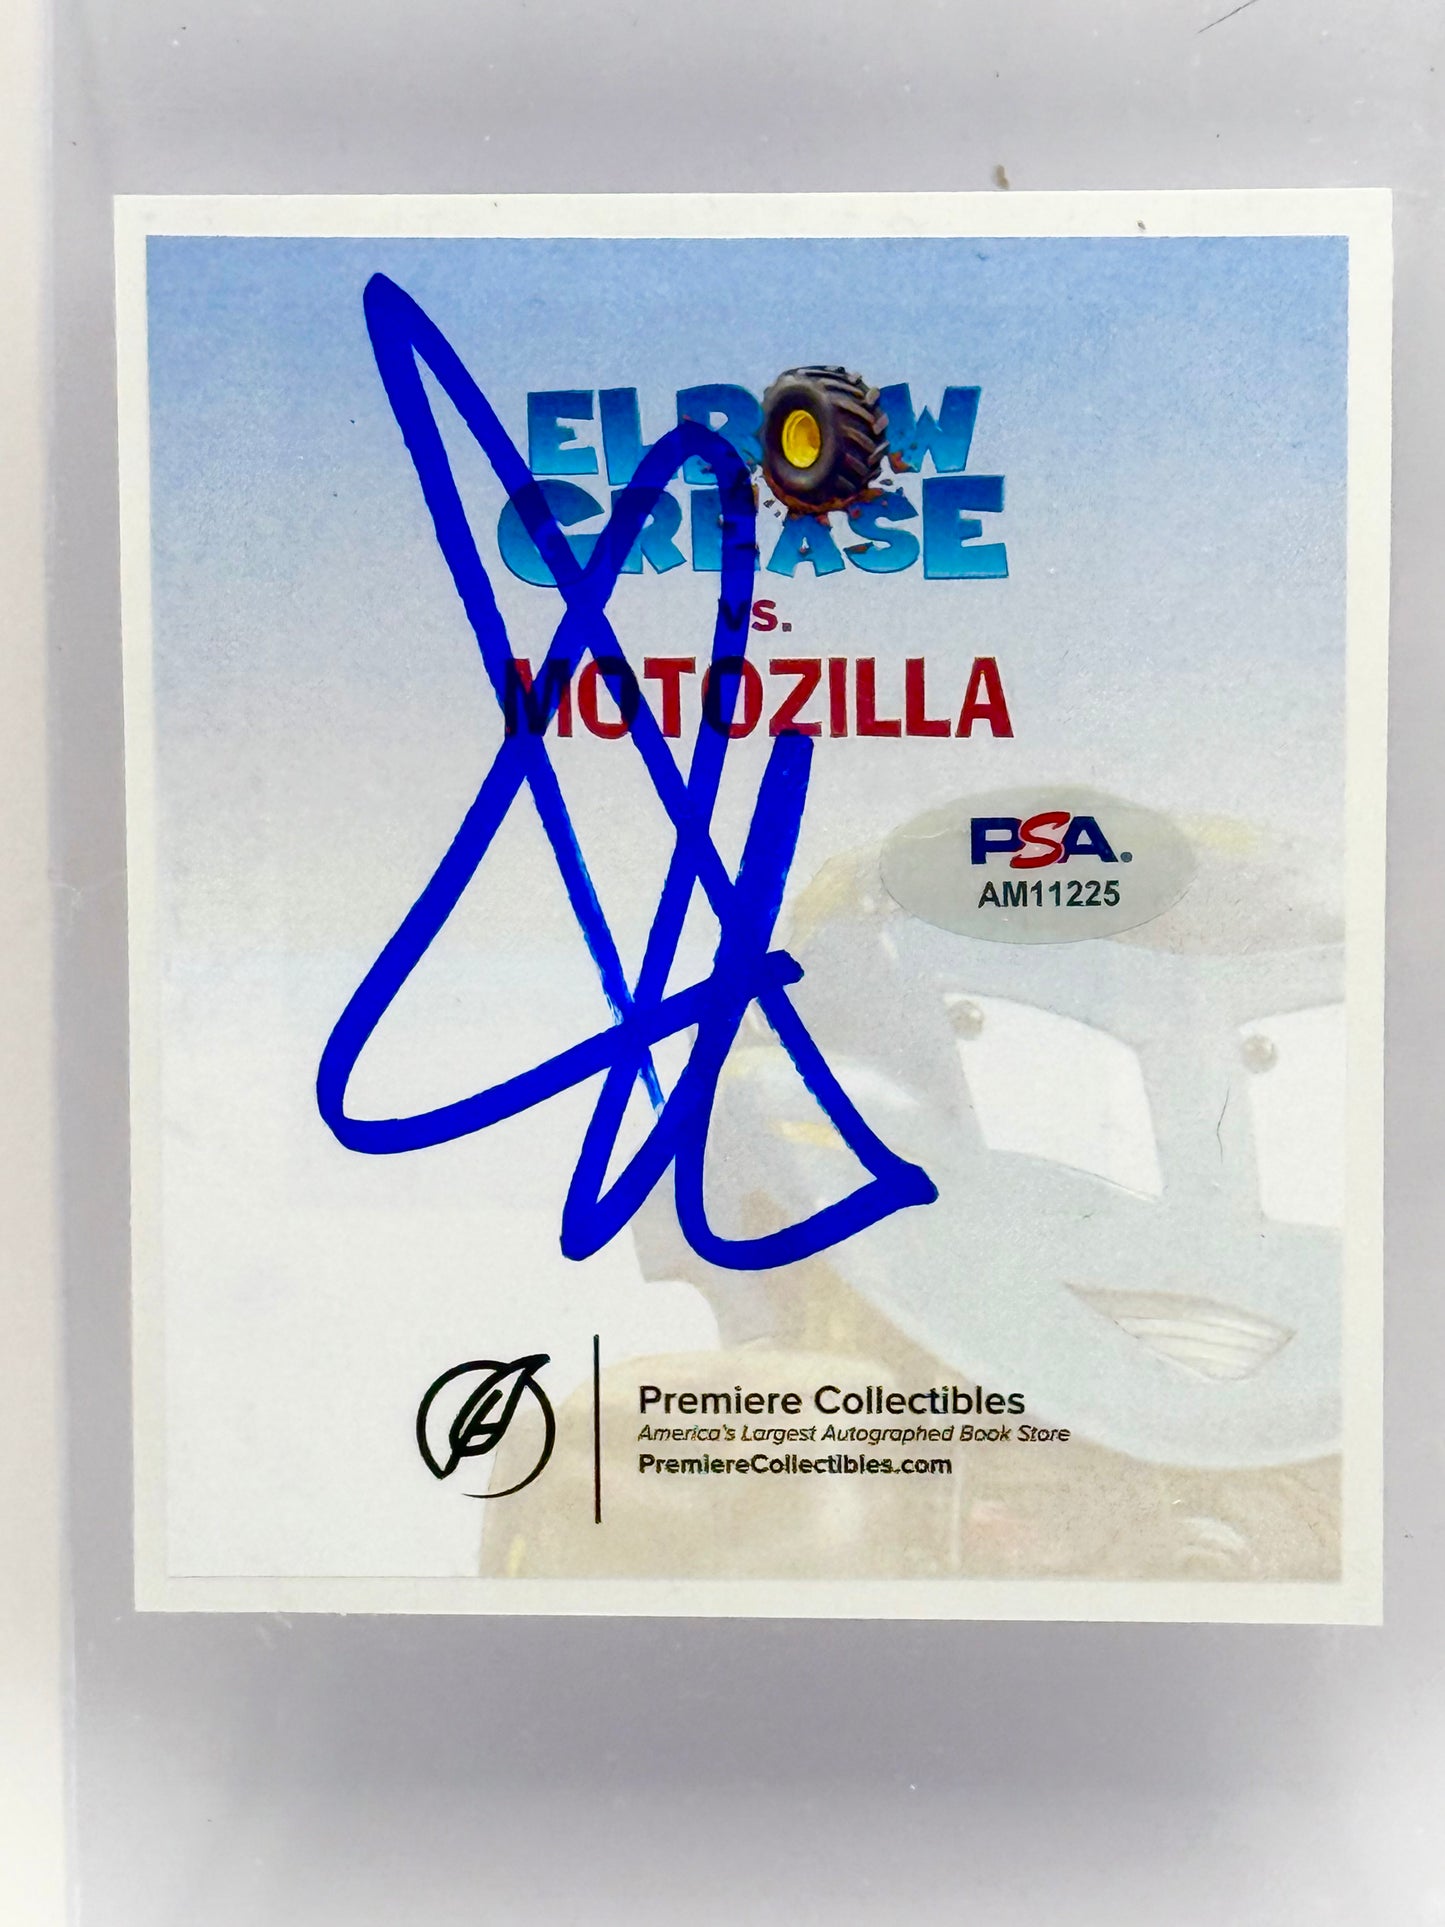 ELBOW
GREASE
vs.
MOTOZILLA
PSA.
AM11225
Premiere Collectibles
America's Largest Autographed Book Store
PremiereCollectibles.com